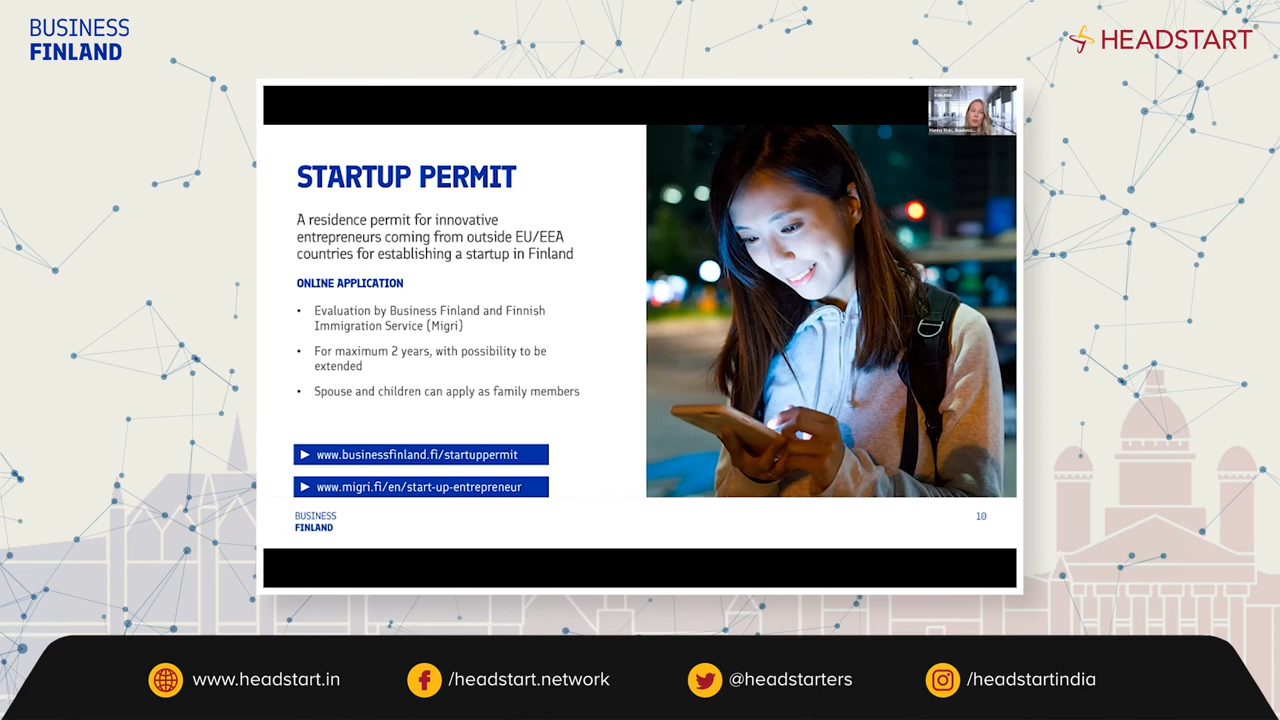 BUSINESS
FINLAND
HEADSTART
STARTUP PERMIT
A residence permit for innovative
entrepreneurs coming from outside EU/EEA
countries for establishing a startup in Finland
ONLINE APPLICATION
• Evaluation by Business Finland and Finnish
Immigration Service (Migri)
• For maximum 2 years, with possibility to be
extended
• Spouse and children can apply as family members
www.businessfinland.fi/startuppermit
www.migri.fi/en/start-up-entrepreneur
BUSINESS
FINLAND
10
BUSINESS
FINLAND
www.headstart.in
/headstart.network
@headstarters
/headstartindia